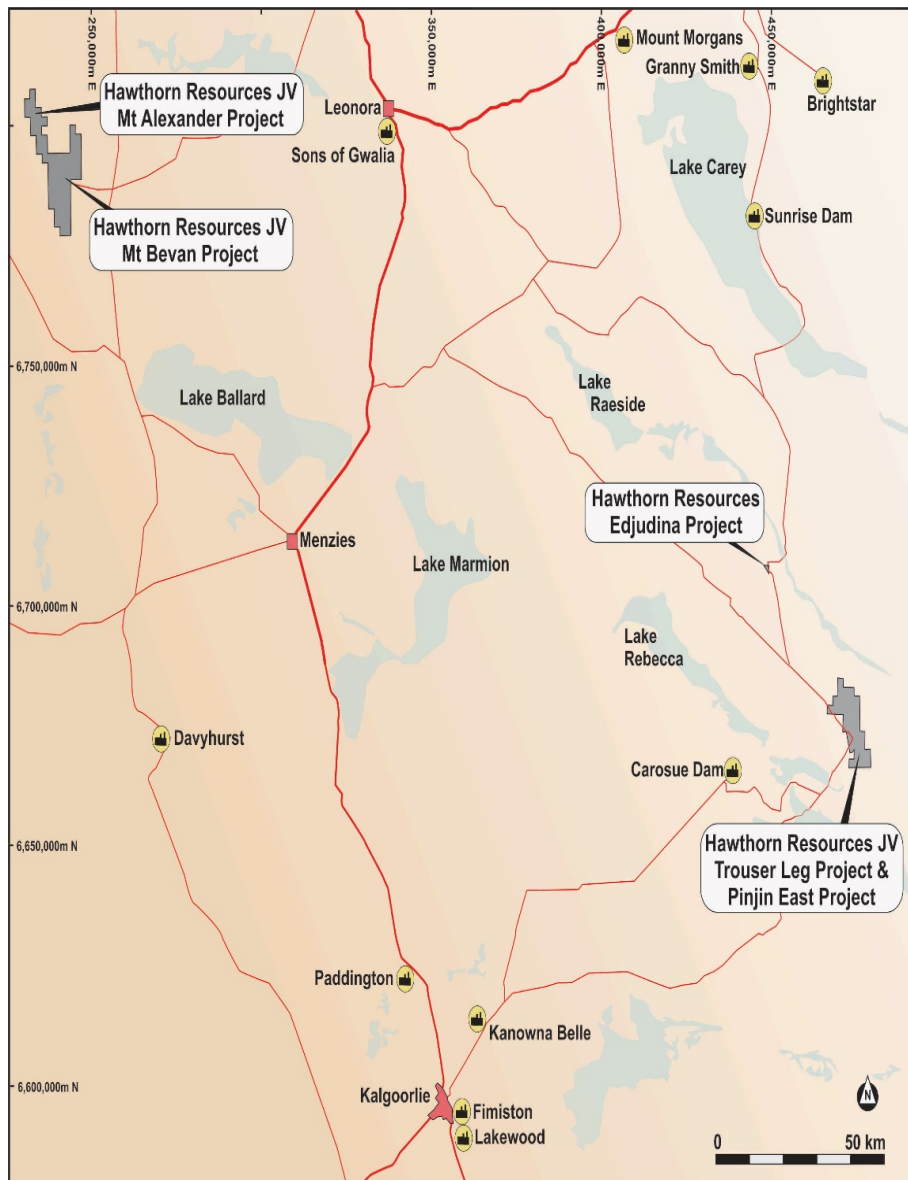 250,000m E
350,000m E
400,000m E
450,000m E
Mount Morgans
Granny Smith
Brightstar
Hawthorn Resources JV
Mt Alexander Project
Leonora
Sons of Gwalia
Lake Carey
Sunrise Dam
Hawthorn Resources JV
Mt Bevan Project
6,750,000m N
Lake Ballard
Lake
Raeside
Hawthorn Resources
Edjudina Project
Menzies
Lake Marmion
6,700,000m N
Lake
Rebecca
Davyhurst
Carosue Dam
6,650,000m N
Hawthorn Resources JV
Trouser Leg Project &
Pinjin East Project
Paddington
Kanowna Belle
6,600,000m N
Kalgoorlie
Fimiston
Lakewood
N
0 50 km